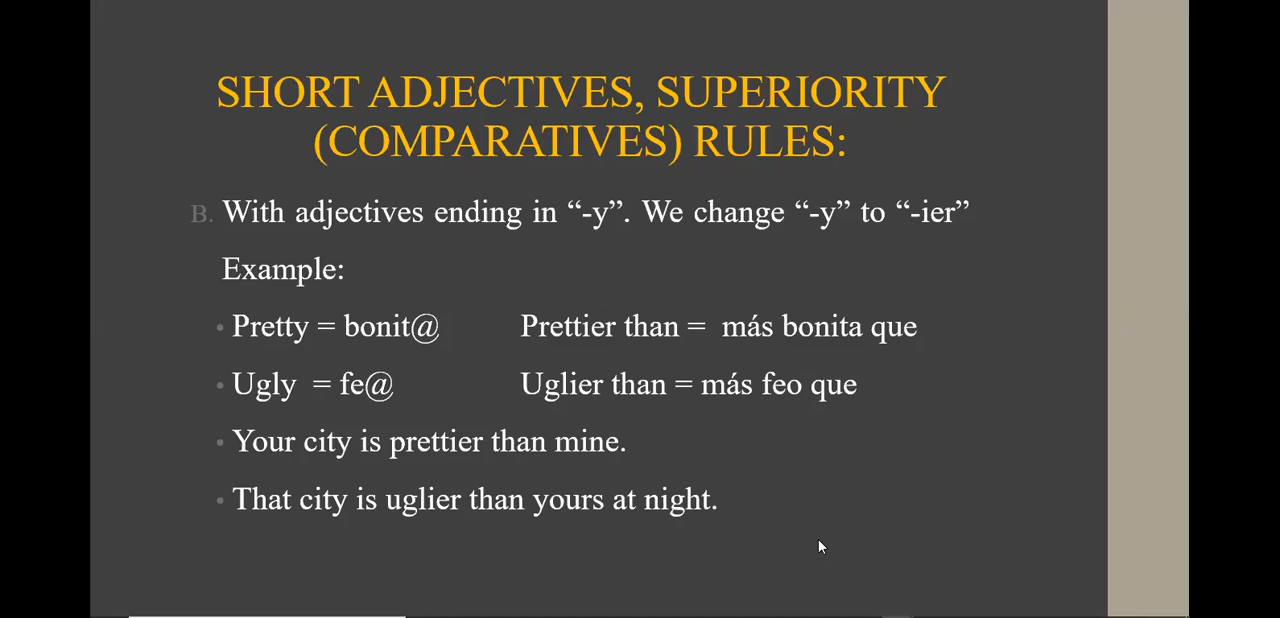 SHORT ADJECTIVES, SUPERIORITY
(COMPARATIVES) RULES:
B. With adjectives ending in “-y”. We change “-y” to “-ier”
Example:
• Pretty = bonit@ Prettier than = más bonita que
• Ugly = fe@ Uglier than = más feo que
• Your city is prettier than mine.
• That city is uglier than yours at night.